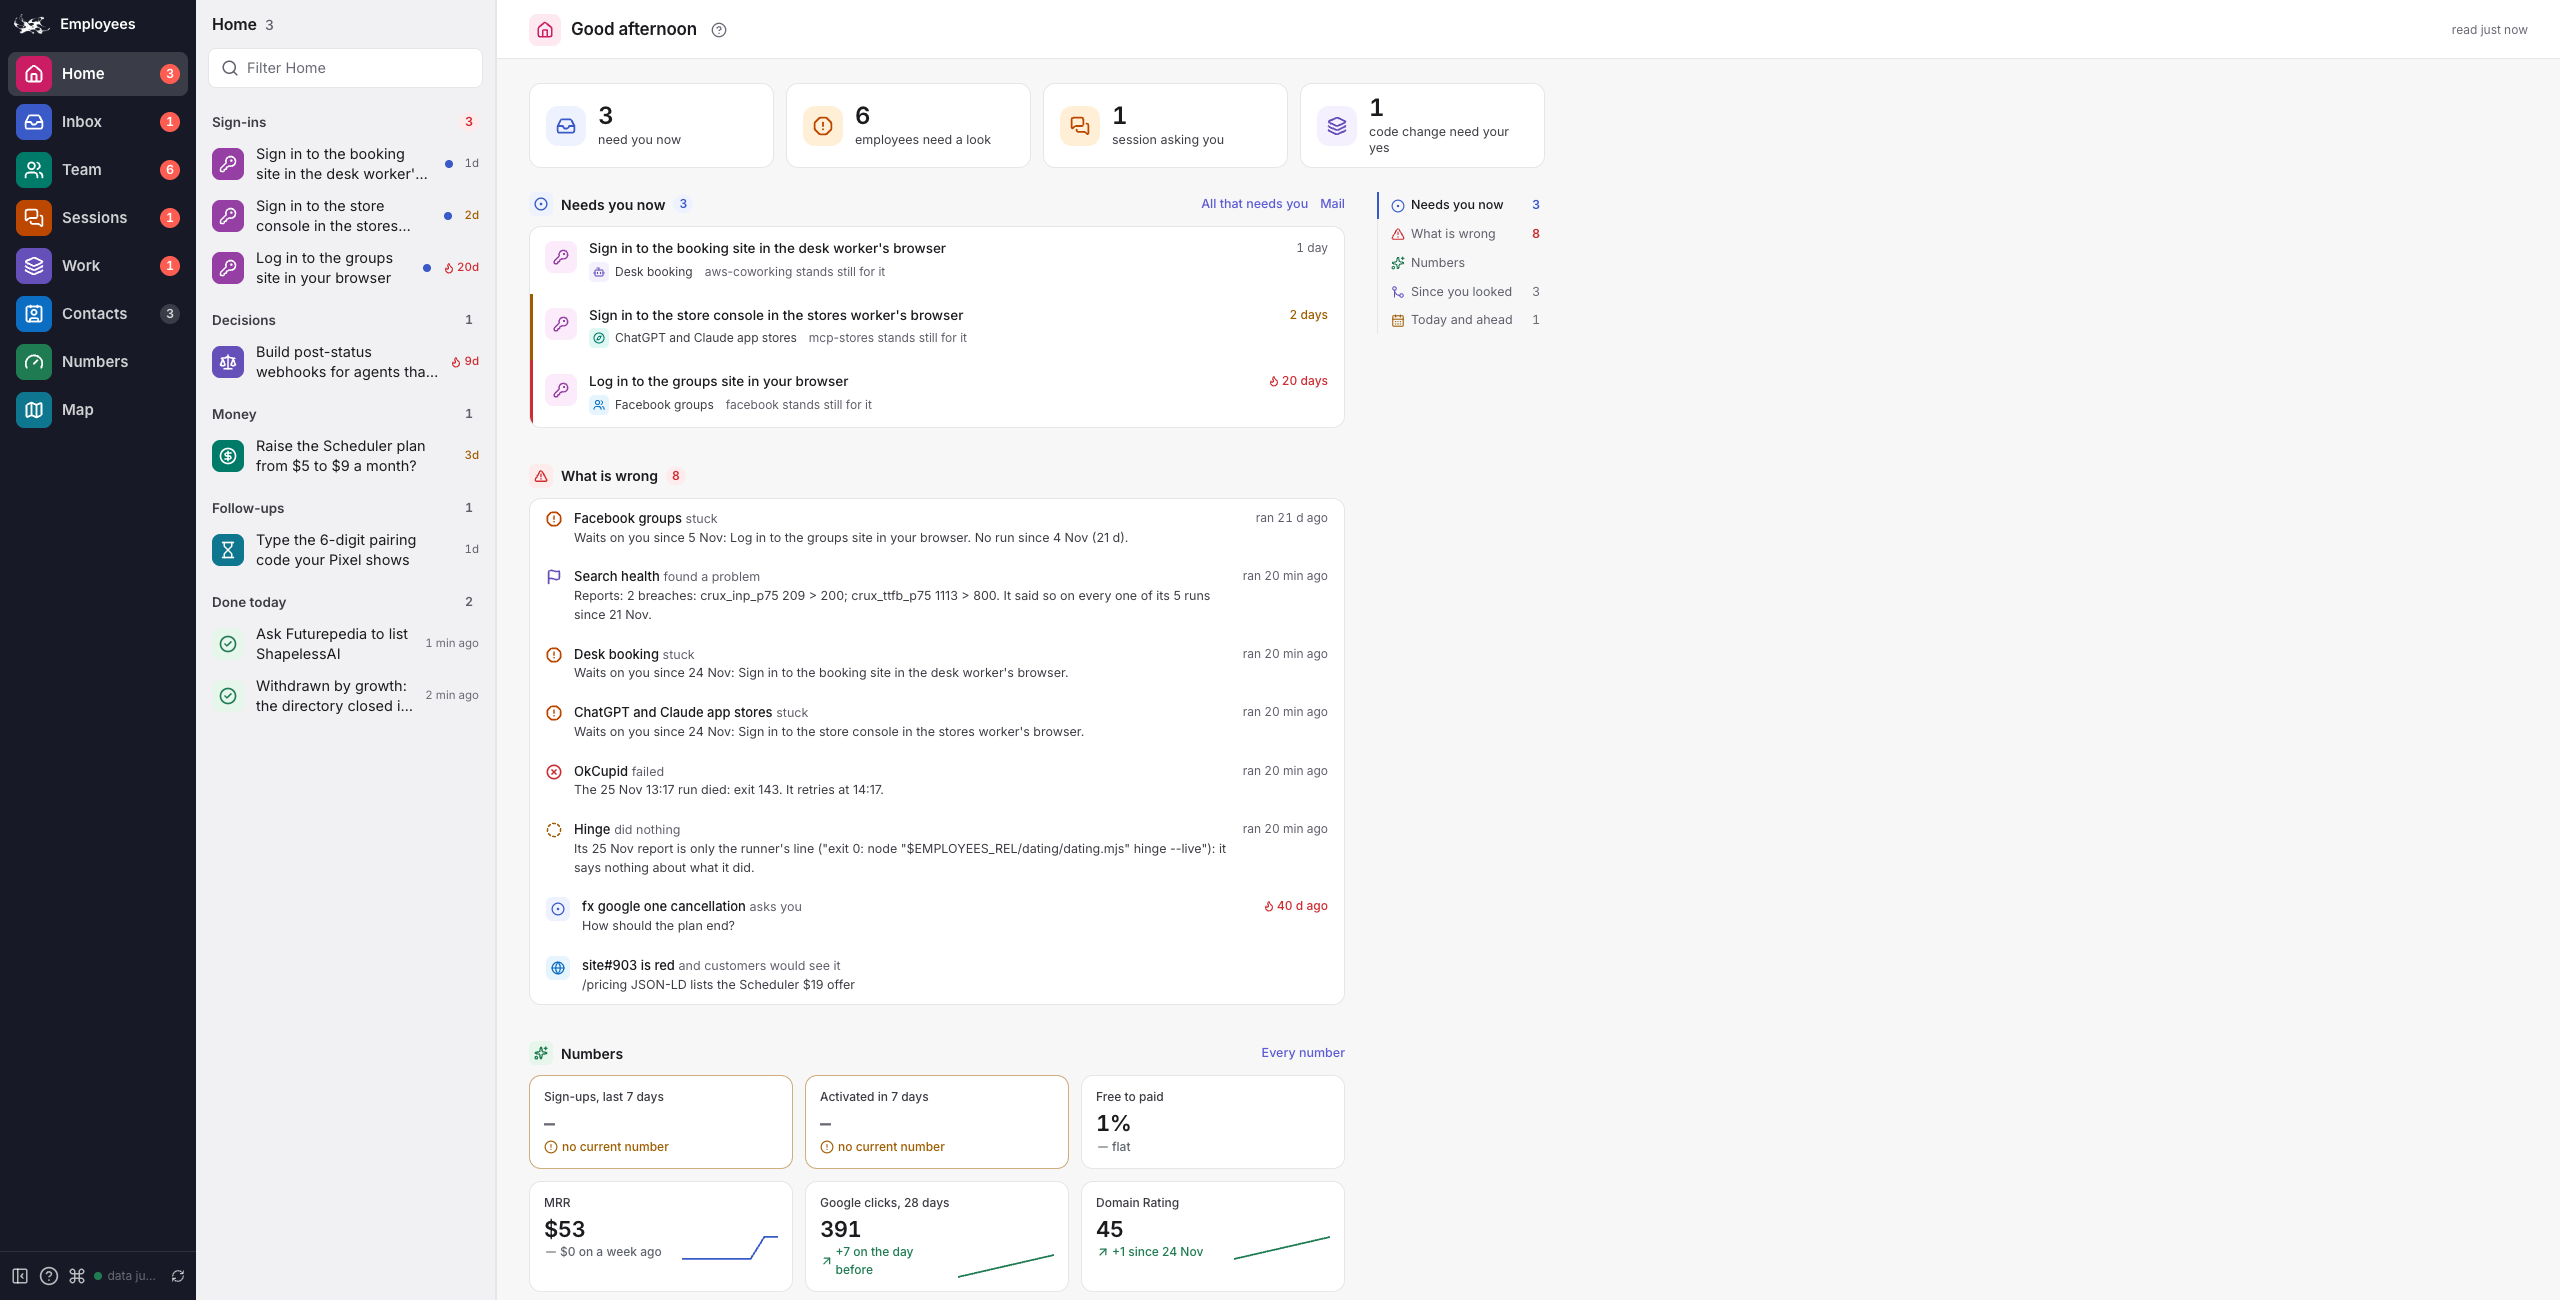 Employees
Home 3
Inbox 1
Team 6
Sessions 1
Work 1
Contacts 3
Numbers
Map
data ju...
Home 3
Filter Home
Sign-ins 3
Sign in to the booking
site in the desk worker'... 1d
Sign in to the store
console in the stores... 2d
Log in to the groups
site in your browser 20d
Decisions 1
Build post-status
webhooks for agents tha... 9d
Money 1
Raise the Scheduler plan
from $5 to $9 a month? 3d
Follow-ups 1
Type the 6-digit pairing
code your Pixel shows 1d
Done today 2
Ask Futurepedia to list
ShapelessAI 1 min ago
Withdrawn by growth:
the directory closed i... 2 min ago
Good afternoon
read just now
3
need you now
6
employees need a look
1
session asking you
1
code change need your
yes
Needs you now 3 All that needs you Mail
Sign in to the booking site in the desk worker's browser 1 day
Desk booking aws-coworking stands still for it
Sign in to the store console in the stores worker's browser 2 days
ChatGPT and Claude app stores mcp-stores stands still for it
Log in to the groups site in your browser 20 days
Facebook groups facebook stands still for it
What is wrong 8
Facebook groups stuck ran 21 d ago
Waits on you since 5 Nov: Log in to the groups site in your browser. No run since 4 Nov (21 d).
Search health found a problem ran 20 min ago
Reports: 2 breaches: crux_inp_p75 209 > 200; crux_ttfb_p75 1113 > 800. It said so on every one of its 5 runs
since 21 Nov.
Desk booking stuck ran 20 min ago
Waits on you since 24 Nov: Sign in to the booking site in the desk worker's browser.
ChatGPT and Claude app stores stuck ran 20 min ago
Waits on you since 24 Nov: Sign in to the store console in the stores worker's browser.
OkCupid failed ran 20 min ago
The 25 Nov 13:17 run died: exit 143. It retries at 14:17.
Hinge did nothing ran 20 min ago
Its 25 Nov report is only the runner's line ("exit 0: node "$EMPLOYEES_REL/dating/dating.mjs" hinge --live"): it
says nothing about what it did.
fx google one cancellation asks you 40 d ago
How should the plan end?
site#903 is red and customers would see it
/pricing JSON-LD lists the Scheduler $19 offer
Numbers Every number
Sign-ups, last 7 days
–
no current number
Activated in 7 days
–
no current number
Free to paid
1%
— flat
MRR
$53
— $0 on a week ago
Google clicks, 28 days
391
+7 on the day
before
Domain Rating
45
+1 since 24 Nov
Needs you now 3
What is wrong 8
Numbers
Since you looked 3
Today and ahead 1